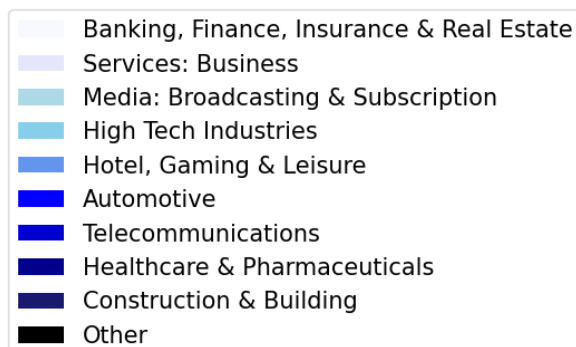 Banking, Finance, Insurance & Real Estate
Services: Business
Media: Broadcasting & Subscription
High Tech Industries
Hotel, Gaming & Leisure
Automotive
Telecommunications
Healthcare & Pharmaceuticals
Construction & Building
Other